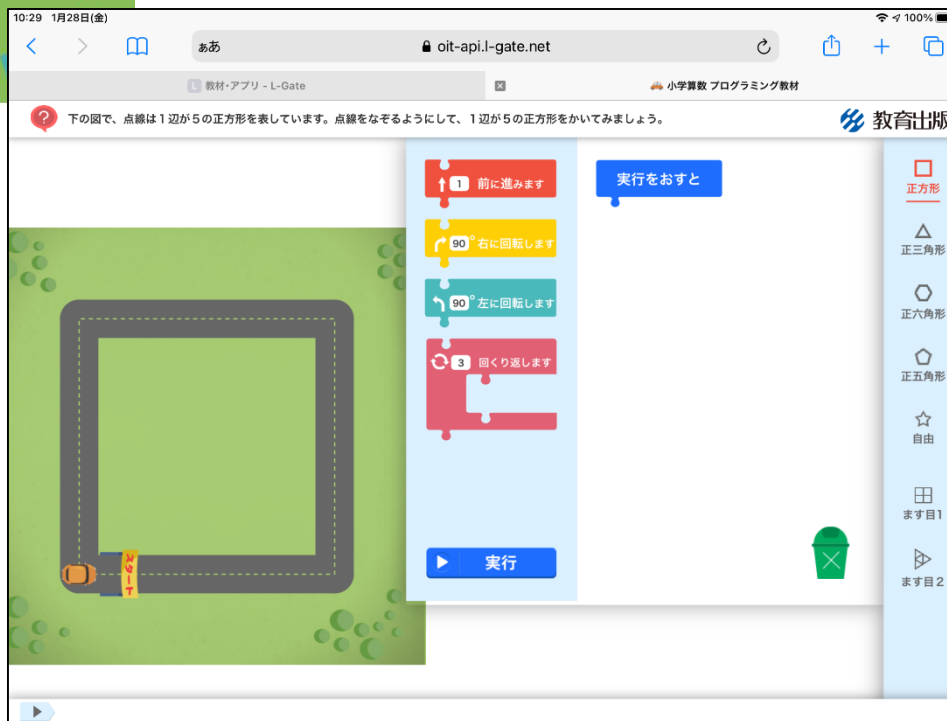 10:29 1月28日(金)
100%
ぁあ
oit-api.l-gate.net
L 教材・アプリ - L-Gate
小学算数 プログラミング教材
? 下の図で、点線は1辺が5の正方形を表しています。点線をなぞるようにして、1辺が5の正方形をかいてみましょう。
教育出版
1 前に進みます
90° 右に回転します
90° 左に回転します
3 回くり返します
実行
実行をおすと
スタート
正方形
正三角形
正六角形
正五角形
自由
ます目1
ます目2